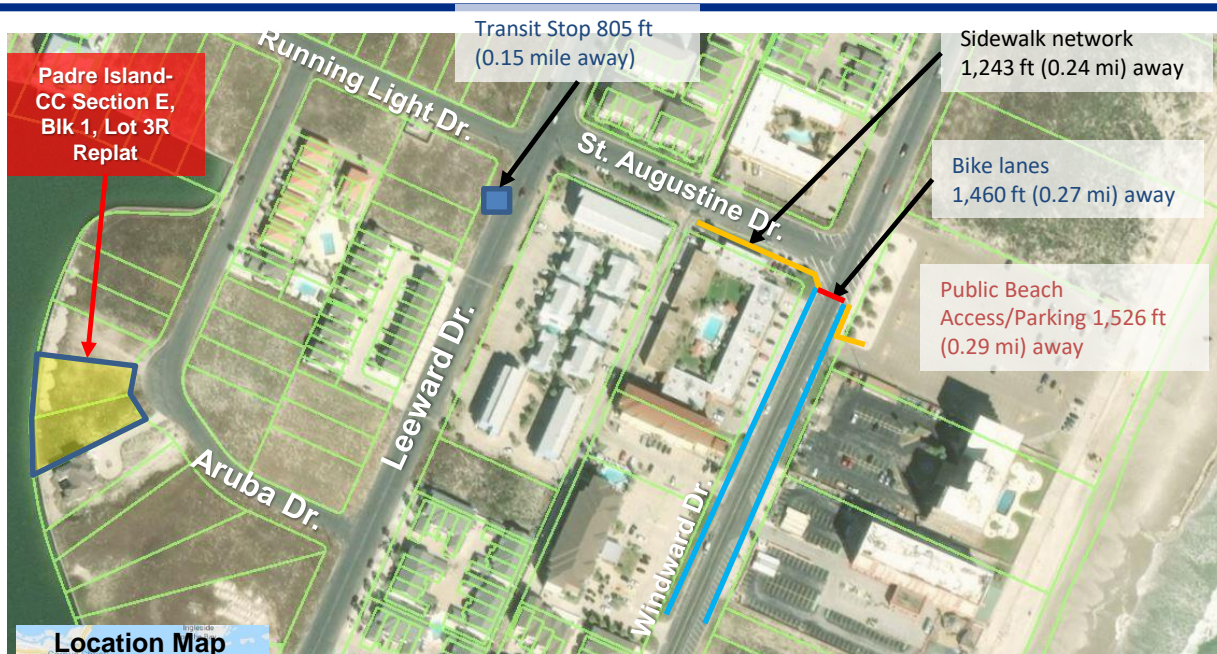 Transit Stop 805 ft
(0.15 mile away)
Sidewalk network
1,243 ft (0.24 mi) away
Padre Island-
CC Section E,
Blk 1, Lot 3R
Replat
Running Light Dr.
St. Augustine Dr.
Bike lanes
1,460 ft (0.27 mi) away
Public Beach
Access/Parking 1,526 ft
(0.29 mi) away
Leeward Dr.
Aruba Dr.
Windward Dr.
Ingleside
Location Map